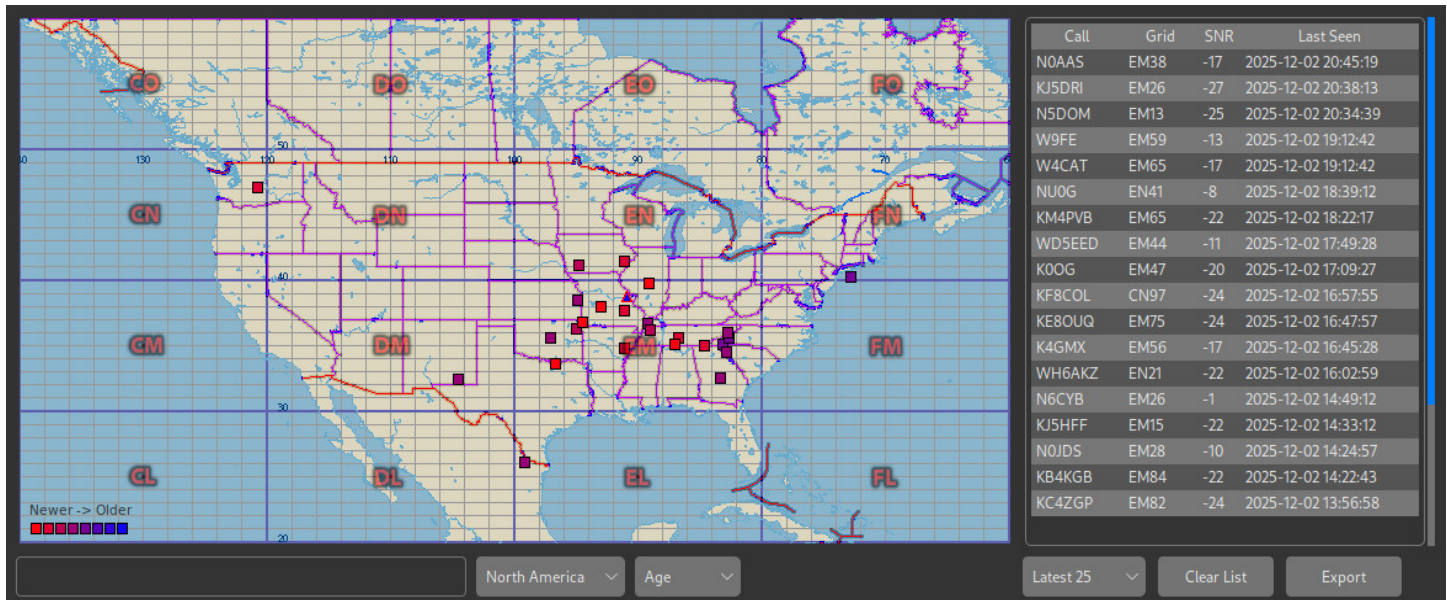 CO DO EO FO
50
130 120 110 100 90 80 70
CN DN EN FN
40
CM DM EM FM
30
CL DL EL FL
Newer -> Older
20
Call Grid SNR Last Seen
N0AAS EM38 -17 2025-12-02 20:45:19
KJ5DRI EM26 -27 2025-12-02 20:38:13
N5DOM EM13 -25 2025-12-02 20:34:39
W9FE EM59 -13 2025-12-02 19:12:42
W4CAT EM65 -17 2025-12-02 19:12:42
NU0G EN41 -8 2025-12-02 18:39:12
KM4PVB EM65 -22 2025-12-02 18:22:17
WD5EED EM44 -11 2025-12-02 17:49:28
K0OG EM47 -20 2025-12-02 17:09:27
KF8COL CN97 -24 2025-12-02 16:57:55
KE8OUQ EM75 -24 2025-12-02 16:47:57
K4GMX EM56 -17 2025-12-02 16:45:28
WH6AKZ EN21 -22 2025-12-02 16:02:59
N6CYB EM26 -1 2025-12-02 14:49:12
KJ5HFF EM15 -22 2025-12-02 14:33:12
N0JDS EM28 -10 2025-12-02 14:24:57
KB4KGB EM84 -22 2025-12-02 14:22:43
KC4ZGP EM82 -24 2025-12-02 13:56:58
North America Age Latest 25 Clear List Export